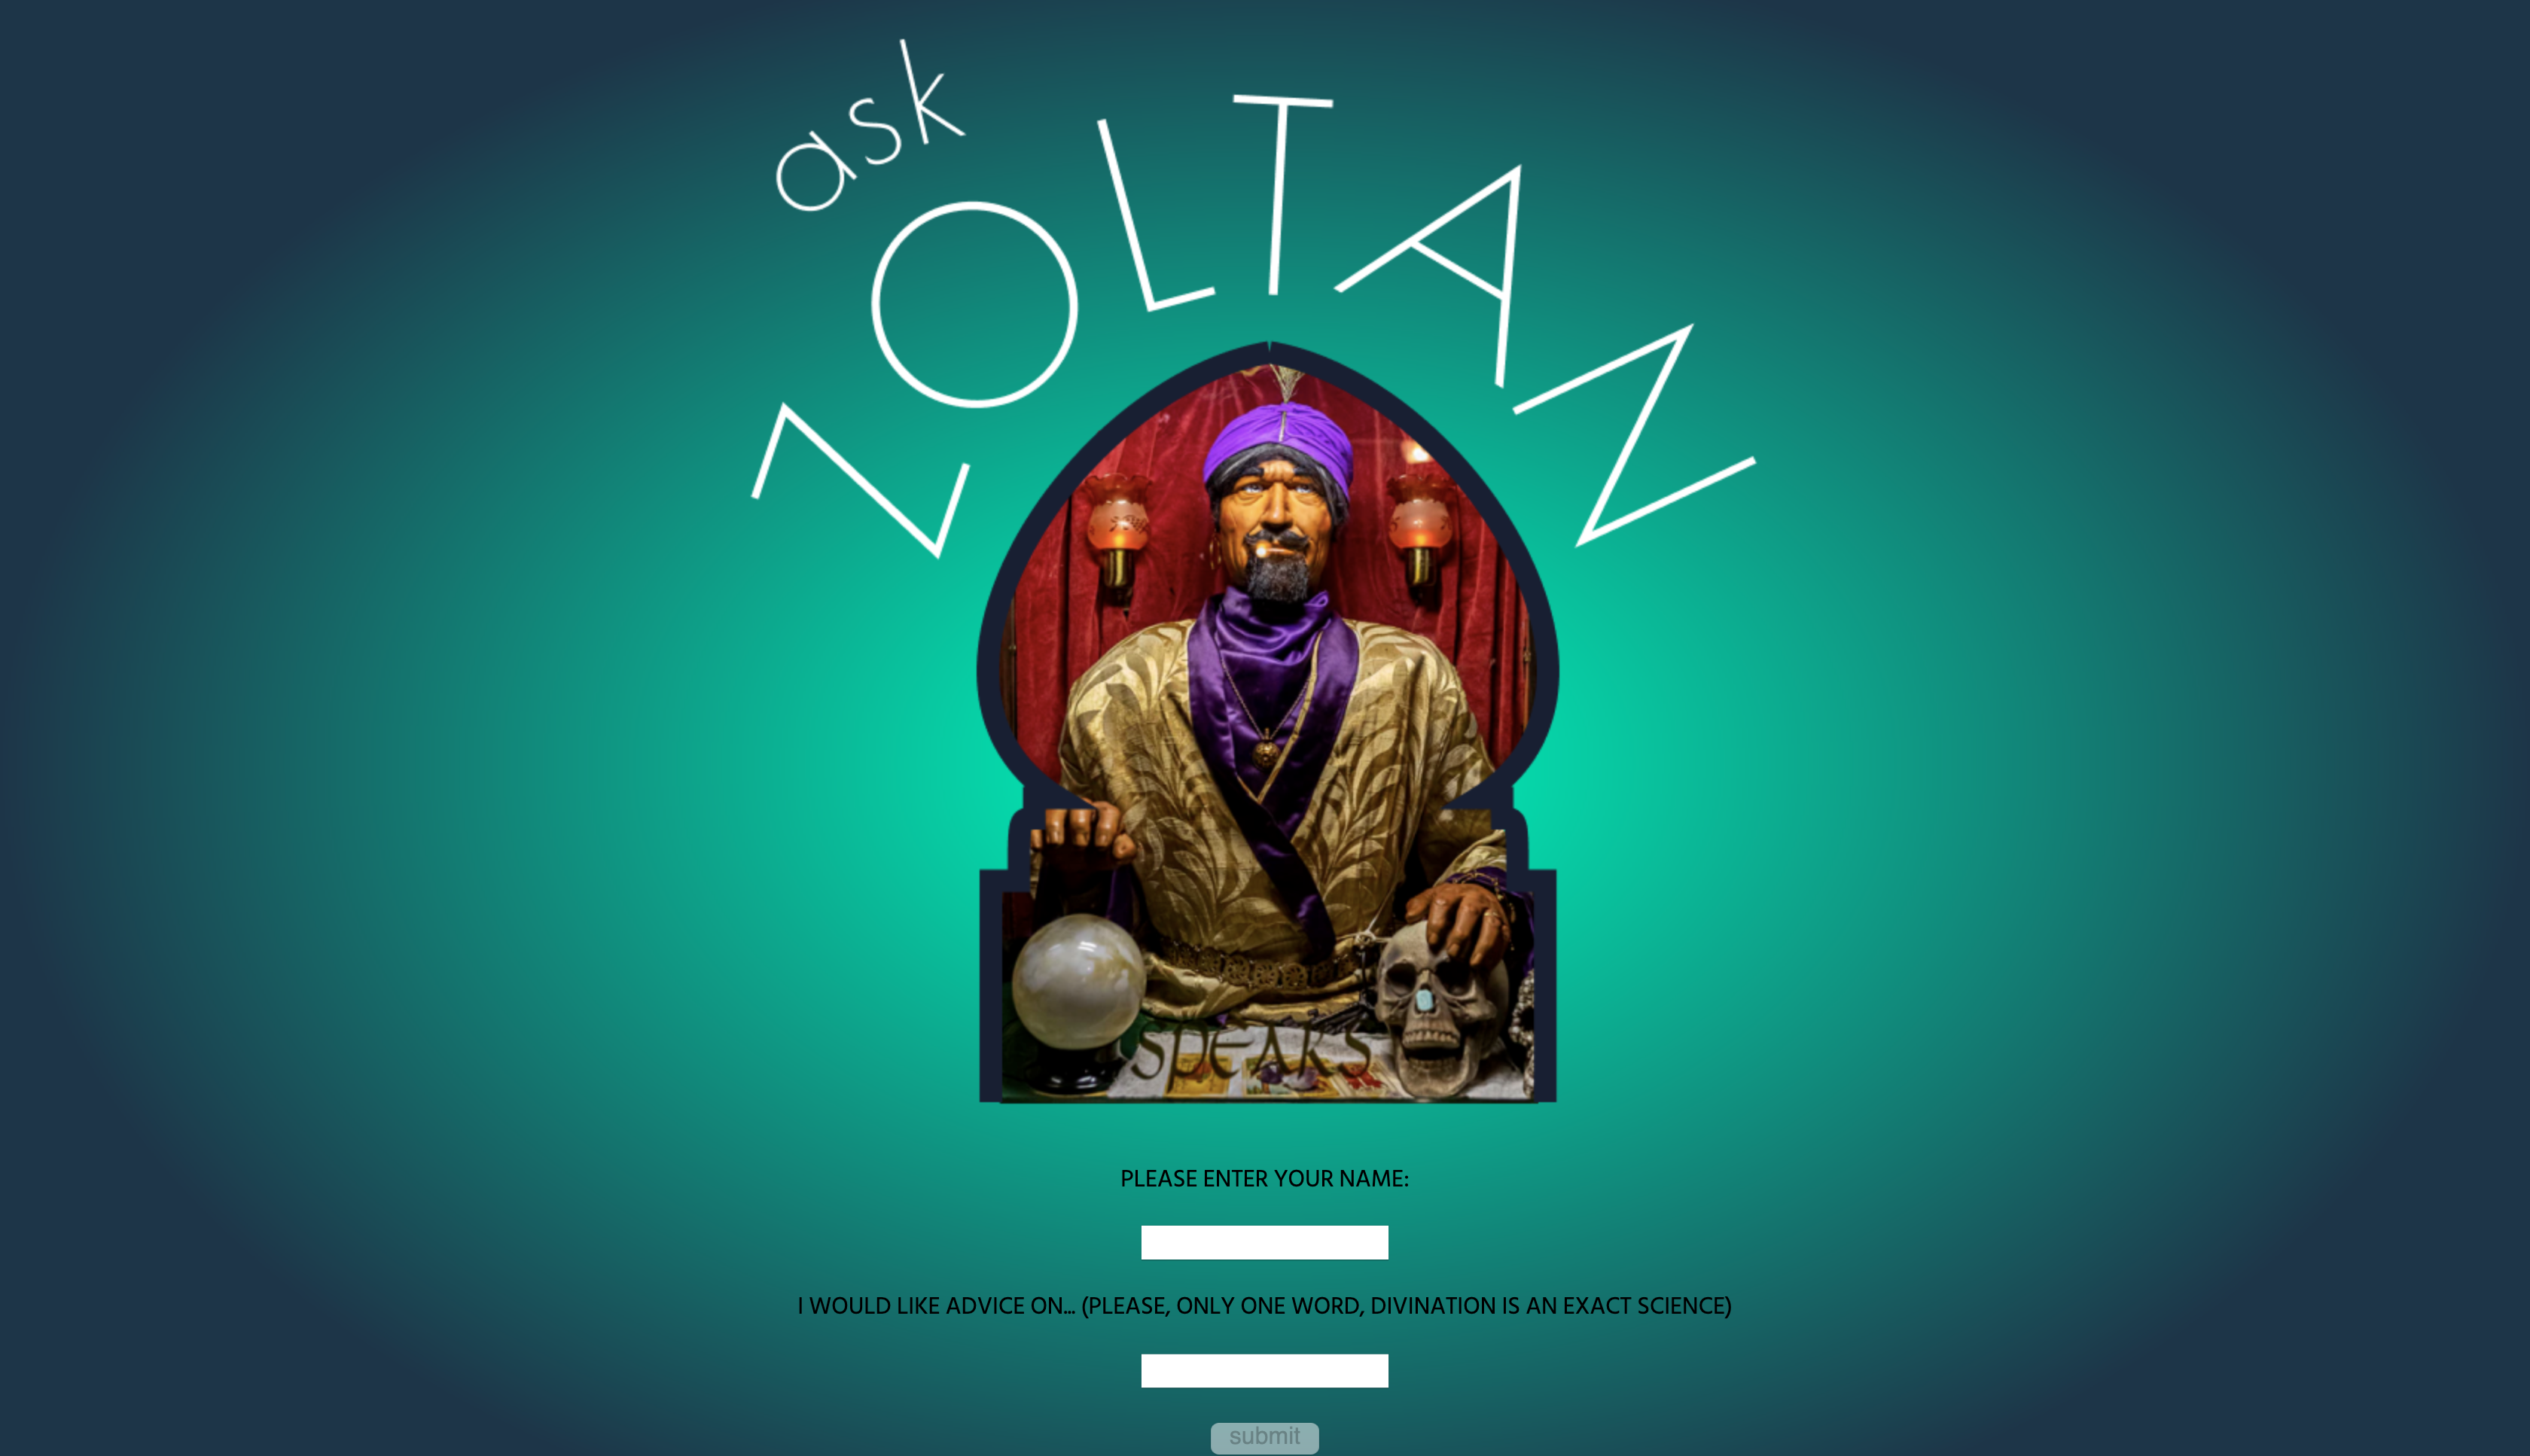 ask
ZOLTAN
SPEAKS
PLEASE ENTER YOUR NAME:
I WOULD LIKE ADVICE ON... (PLEASE, ONLY ONE WORD, DIVINATION IS AN EXACT SCIENCE)
submit